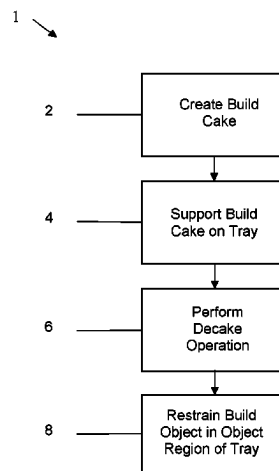 1
2
Create Build
Cake
4
Support Build
Cake on Tray
6
Perform
Decake
Operation
8
Restrain Build
Object in Object
Region of Tray